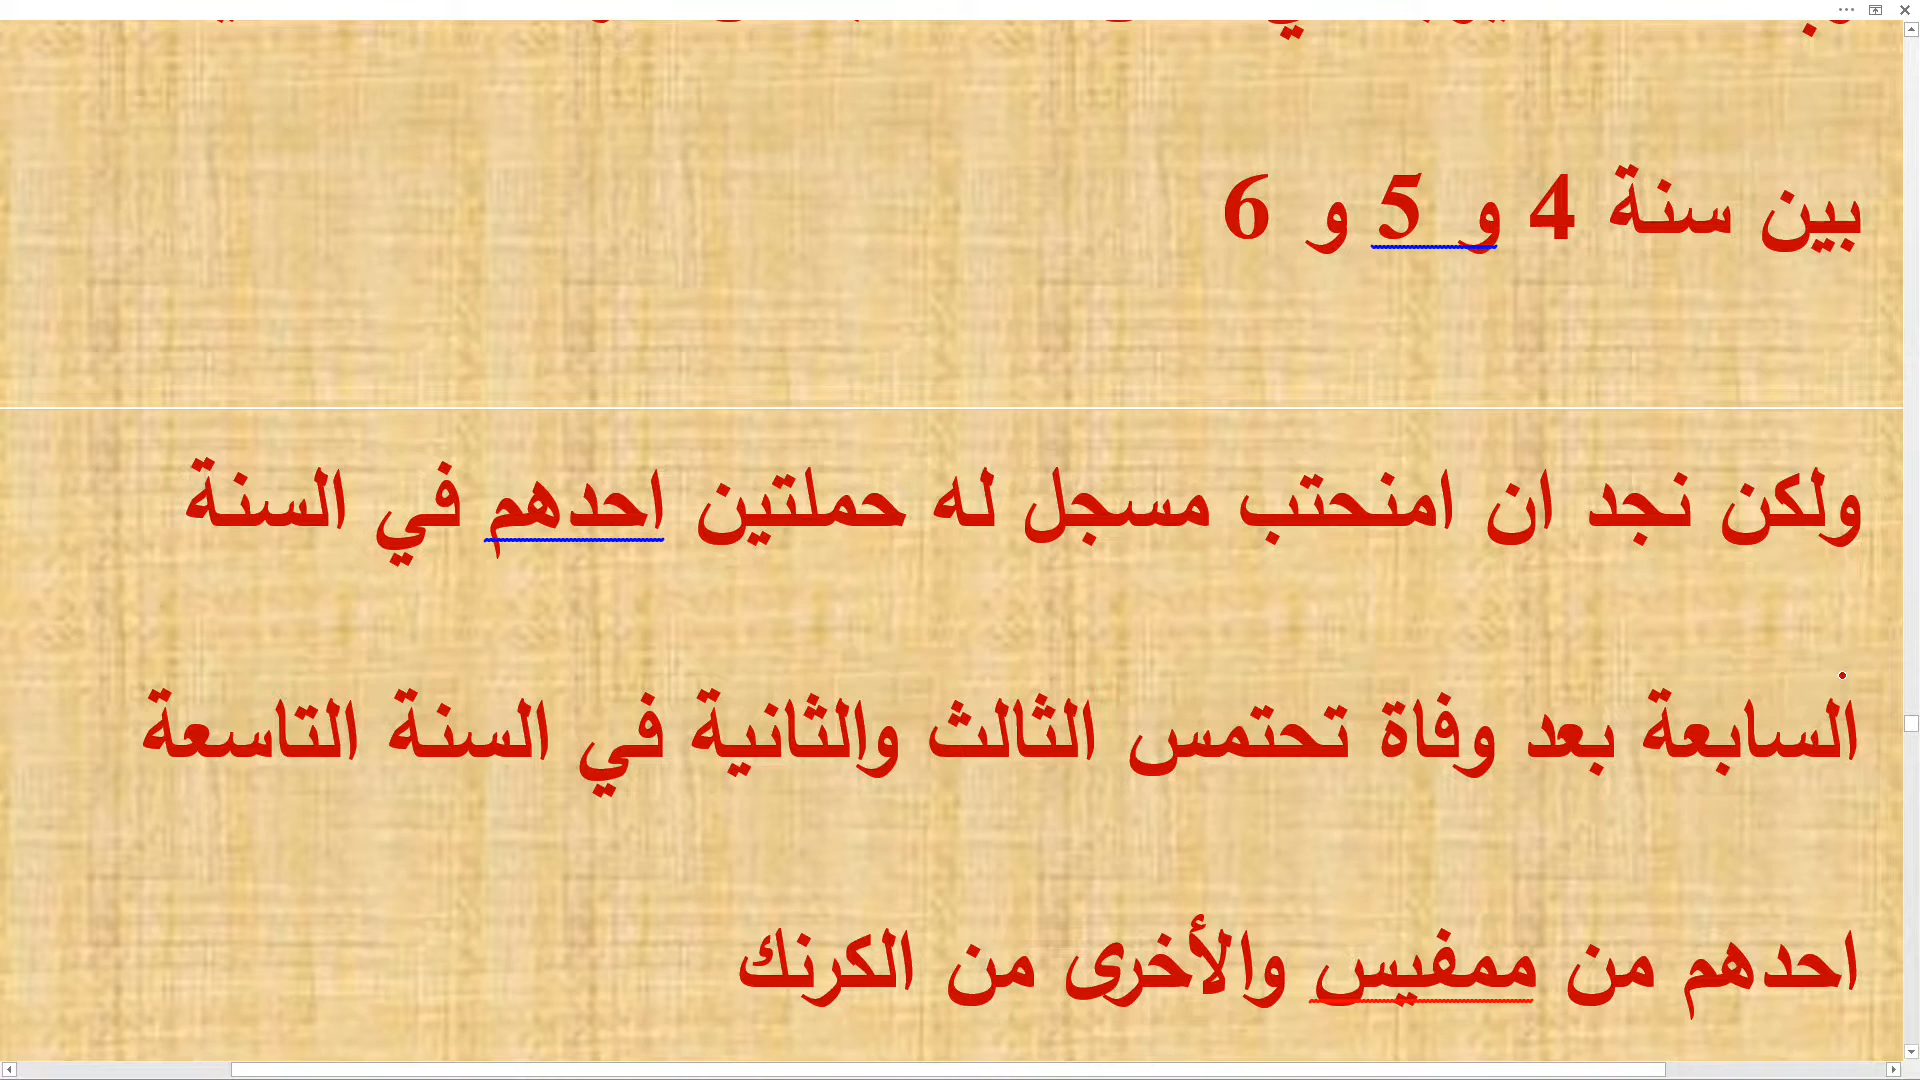 بين سنة 4 و 5 و 6
ولكن نجد ان امنحتب مسجل له حملتين احدهم في السنة
السابعة بعد وفاة تحتمس الثالث والثانية في السنة التاسعة
احدهم من ممفيس والأخرى من الكرنك